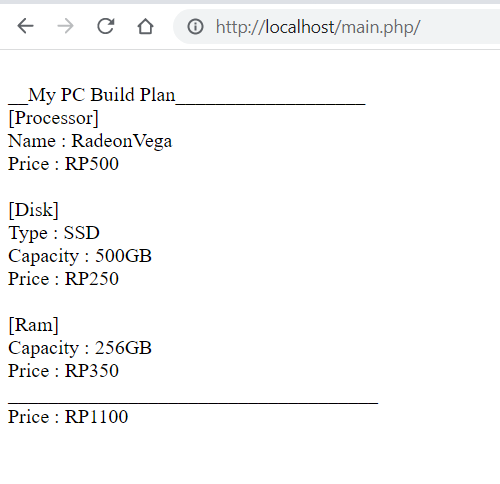 http://localhost/main.php/
__My PC Build Plan___________________
[Processor]
Name : RadeonVega
Price : RP500
[Disk]
Type : SSD
Capacity : 500GB
Price : RP250
[Ram]
Capacity : 256GB
Price : RP350
_____________________________________
Price : RP1100